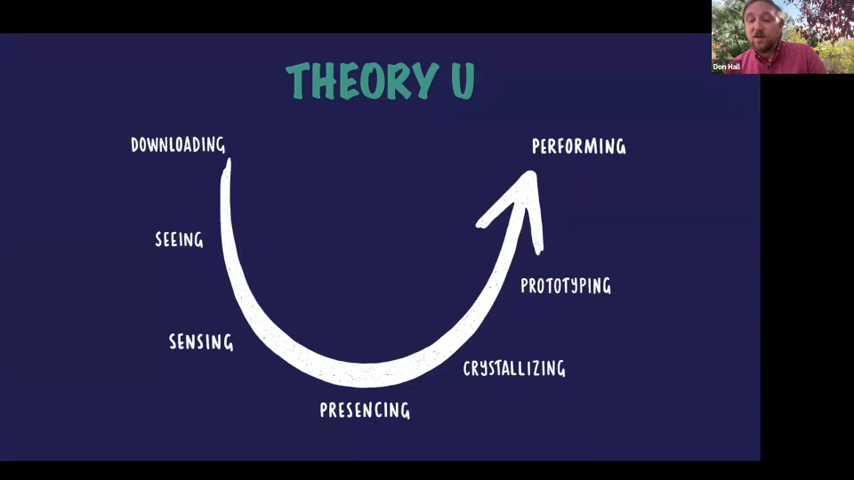 Don Hall
THEORY U
DOWNLOADING
PERFORMING
SEEING
PROTOTYPING
SENSING
CRYSTALLIZING
PRESENCING